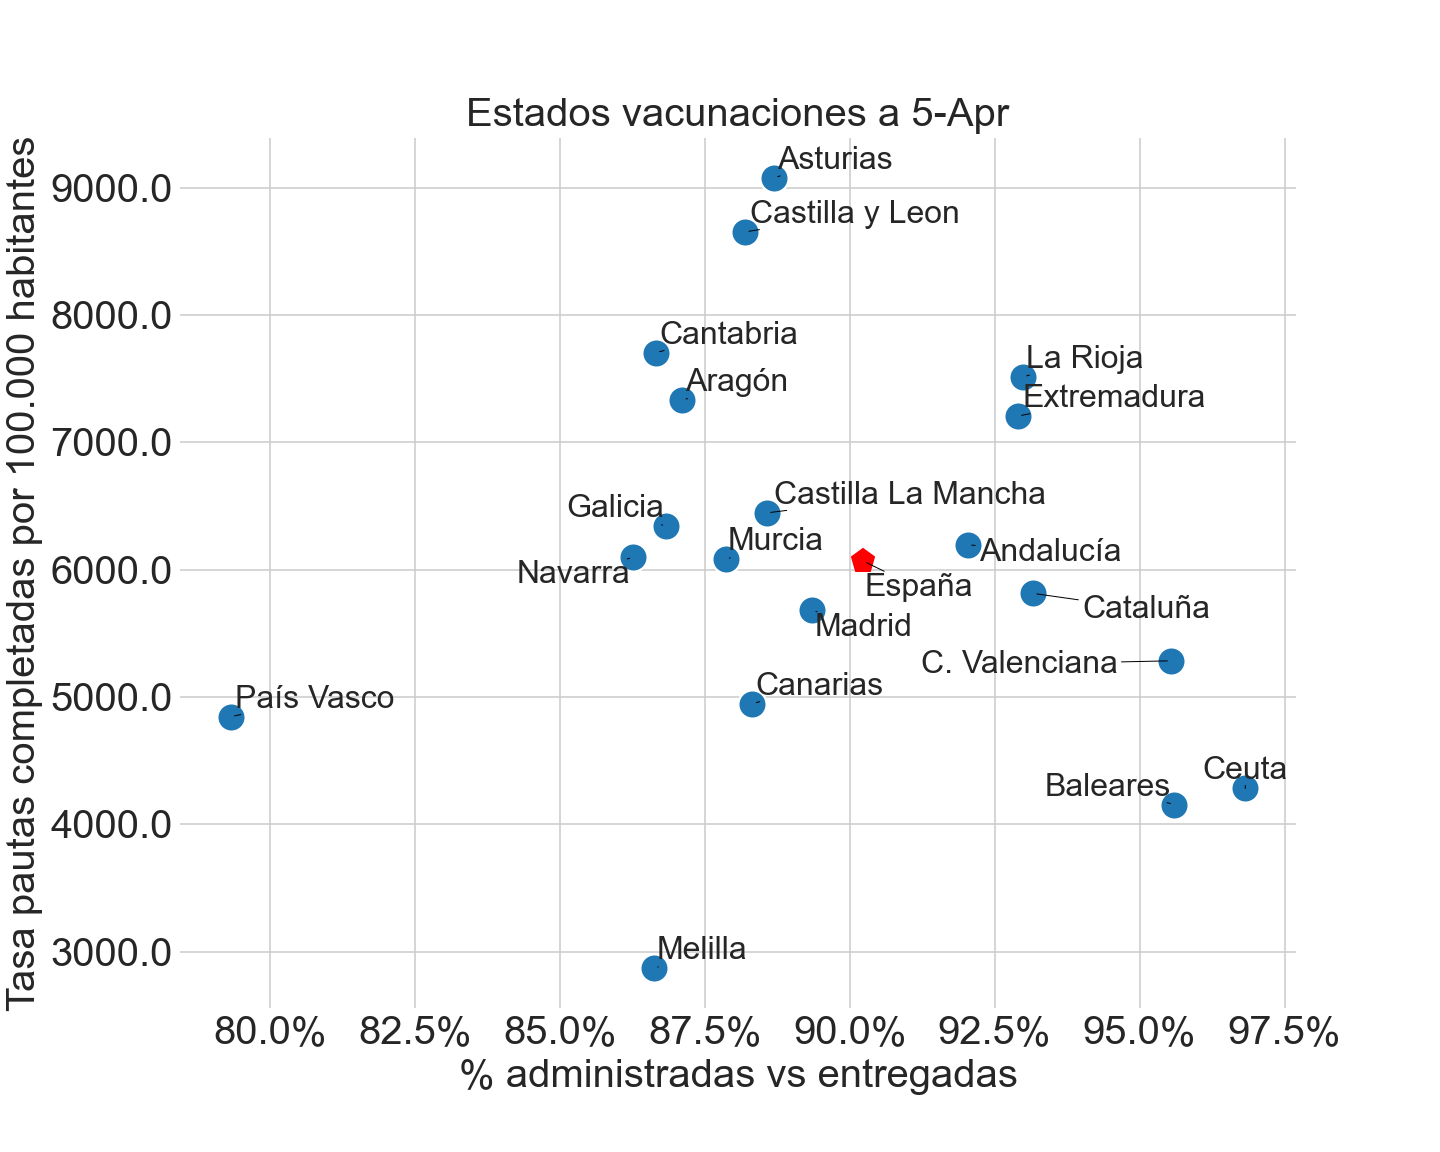 Estados vacunaciones a 5-Apr
Tasa pautas completadas por 100.000 habitantes
9000.0
8000.0
7000.0
6000.0
5000.0
4000.0
3000.0
Asturias
Castilla y Leon
Cantabria
La Rioja
Aragón
Extremadura
Castilla La Mancha
Galicia
Murcia
Andalucía
Navarra
España
Cataluña
Madrid
C. Valenciana
Canarias
País Vasco
Ceuta
Baleares
Melilla
80.0%
82.5%
85.0%
87.5%
90.0%
92.5%
95.0%
97.5%
% administradas vs entregadas